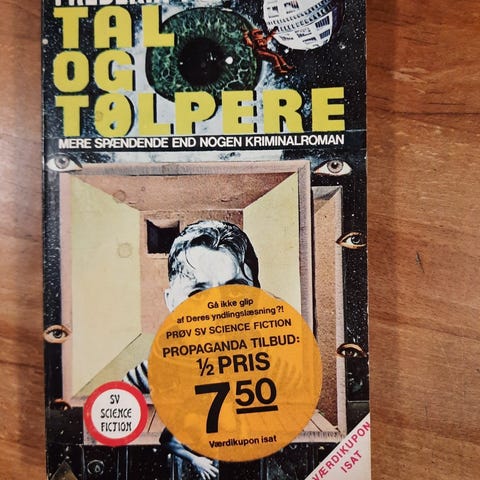 TAL
OG
TØLPERE
MERE SPÆNDENDE END NOGEN KRIMINALROMAN
Gå ikke glip
af Deres yndlingslæsning?!
PRØV SV SCIENCE FICTION
PROPAGANDA TILBUD:
½ PRIS
7 50
Værdikupon isat
SV
SCIENCE
FICTION
VÆRDIKUPON
ISAT